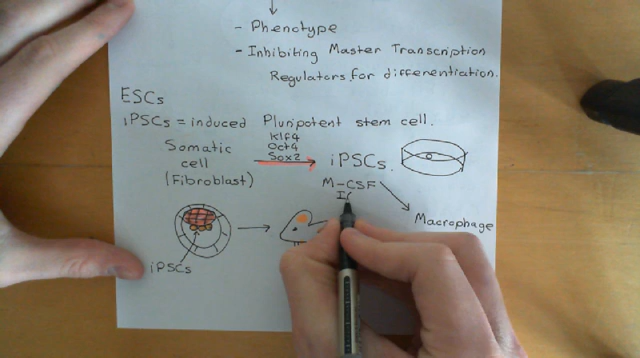 - Phenotype
- Inhibiting Master Transcription
Regulators for differentiation.
ESCs
iPSCs = induced Pluripotent stem cell.
Klf4
Oct4
Sox2
Somatic
cell
(Fibroblast)
iPSCs.
M-CSF
Macrophage
iPSCs